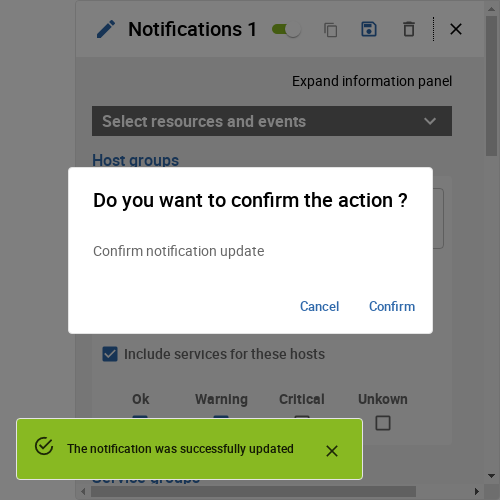 Notifications 1
Expand information panel
Select resources and events
Host groups
Do you want to confirm the action ?
Confirm notification update
Cancel Confirm
Include services for these hosts
Ok Warning Critical Unkown
The notification was successfully updated
Service groups